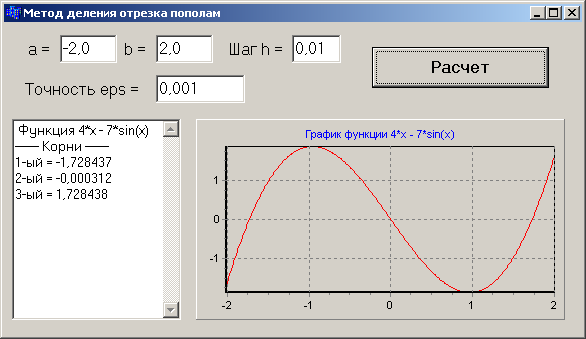 Метод деления отрезка пополам
a = -2,0 b = 2,0 Шаг h = 0,01
Точность eps = 0,001
Расчет
Функция 4*x - 7*sin(x)
—— Корни ——
1-ый = -1,728437
2-ый = -0,000312
3-ий = 1,728438
График функции 4*x - 7*sin(x)
1
0
-1
-2 -1 0 1 2